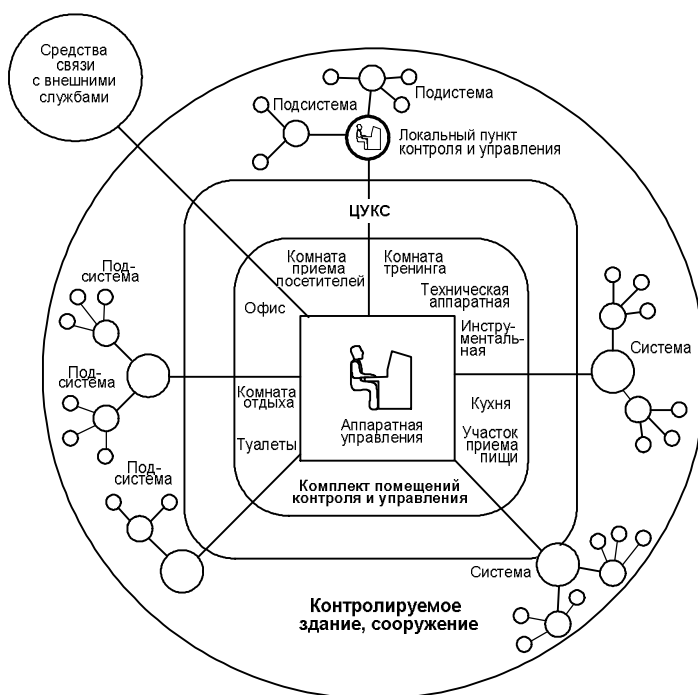 Средства
связи
с внешними
службами
Подсистема
Подистема
Локальный пункт
контроля и управления
ЦУКС
Комната
приема
посетителей
Комната
тренинга
Техническая
аппаратная
Офис
Инстру-
менталь-
ная
Под-
система
Под-
система
Под-
система
Система
Комната
отдыха
Туалеты
Аппаратная
управления
Кухня
Участок
приема
пищи
Комплект помещений
контроля и управления
Система
Контролируемое
здание, сооружение